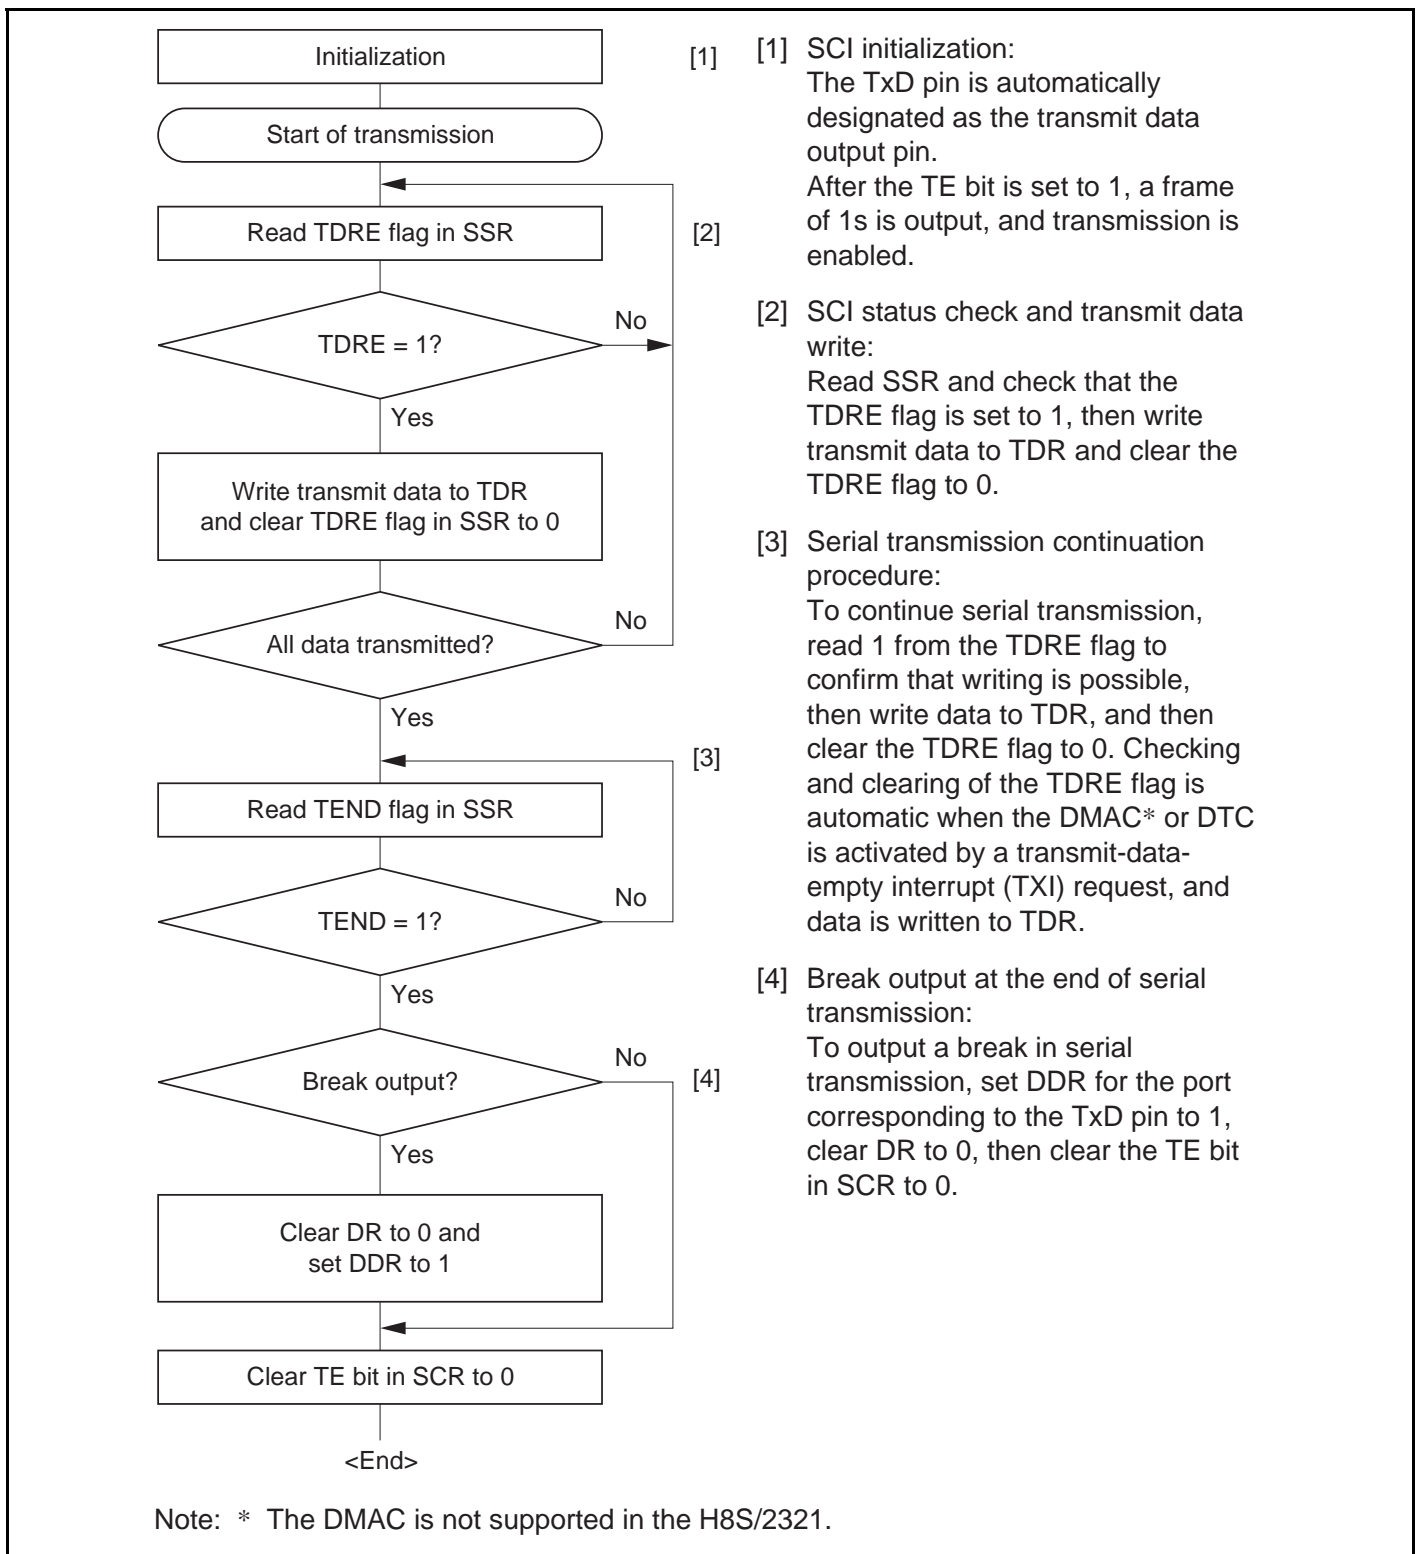 Initialization
[1]
Start of transmission
Read TDRE flag in SSR
[2]
TDRE = 1?
No
Yes
Write transmit data to TDR
and clear TDRE flag in SSR to 0
All data transmitted?
No
Yes
[3]
Read TEND flag in SSR
TEND = 1?
No
Yes
Break output?
No
[4]
Yes
Clear DR to 0 and
set DDR to 1
Clear TE bit in SCR to 0
<End>
[1] SCI initialization:
The TxD pin is automatically
designated as the transmit data
output pin.
After the TE bit is set to 1, a frame
of 1s is output, and transmission is
enabled.
[2] SCI status check and transmit data
write:
Read SSR and check that the
TDRE flag is set to 1, then write
transmit data to TDR and clear the
TDRE flag to 0.
[3] Serial transmission continuation
procedure:
To continue serial transmission,
read 1 from the TDRE flag to
confirm that writing is possible,
then write data to TDR, and then
clear the TDRE flag to 0. Checking
and clearing of the TDRE flag is
automatic when the DMAC* or DTC
is activated by a transmit-data-
empty interrupt (TXI) request, and
data is written to TDR.
[4] Break output at the end of serial
transmission:
To output a break in serial
transmission, set DDR for the port
corresponding to the TxD pin to 1,
clear DR to 0, then clear the TE bit
in SCR to 0.
Note: * The DMAC is not supported in the H8S/2321.